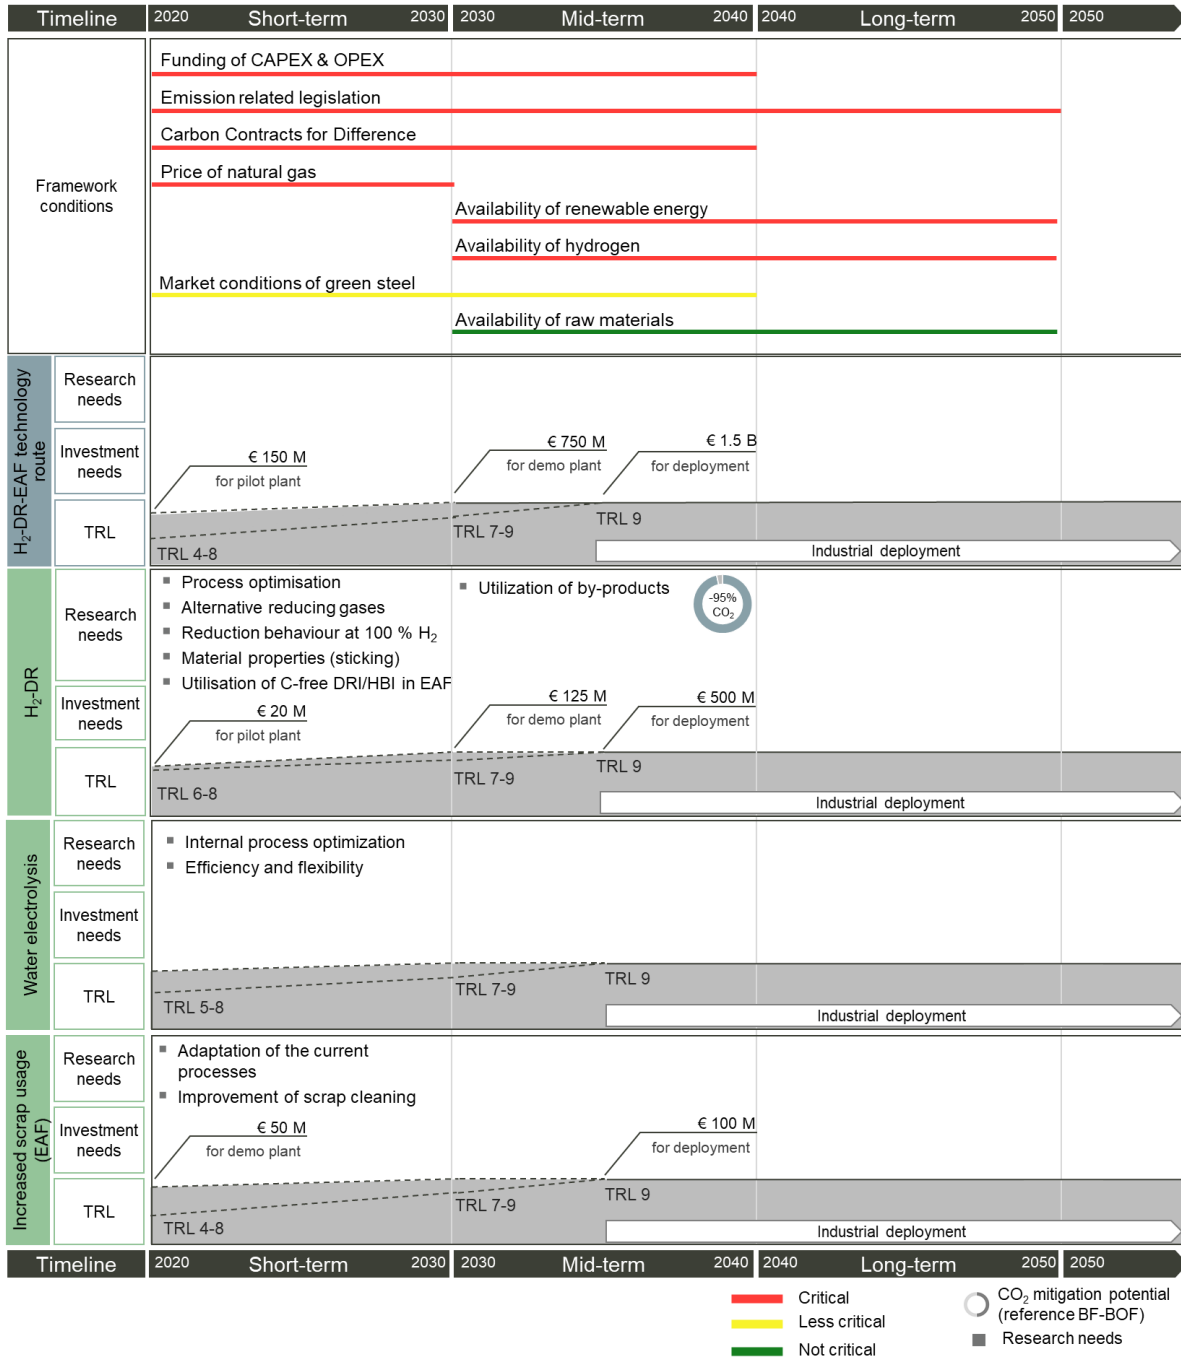 Timeline
2020 Short-term 2030
2030 Mid-term 2040
2040 Long-term 2050
2050
Framework
conditions
Funding of CAPEX & OPEX
Emission related legislation
Carbon Contracts for Difference
Price of natural gas
Availability of renewable energy
Availability of hydrogen
Market conditions of green steel
Availability of raw materials
H₂-DR-EAF technology
route
Research
needs
Investment
needs
€ 150 M
for pilot plant
€ 750 M
for demo plant
€ 1.5 B
for deployment
TRL
TRL 4-8
TRL 7-9
TRL 9
Industrial deployment
H₂-DR
Research
needs
■ Process optimisation
■ Alternative reducing gases
■ Reduction behaviour at 100 % H₂
■ Material properties (sticking)
■ Utilisation of C-free DRI/HBI in EAF
■ Utilization of by-products
-95%
CO₂
Investment
needs
€ 20 M
for pilot plant
€ 125 M
for demo plant
€ 500 M
for deployment
TRL
TRL 6-8
TRL 7-9
TRL 9
Industrial deployment
Water electrolysis
Research
needs
■ Internal process optimization
■ Efficiency and flexibility
Investment
needs
TRL
TRL 5-8
TRL 7-9
TRL 9
Industrial deployment
Increased scrap usage
(EAF)
Research
needs
■ Adaptation of the current
processes
■ Improvement of scrap cleaning
Investment
needs
€ 50 M
for demo plant
€ 100 M
for deployment
TRL
TRL 4-8
TRL 7-9
TRL 9
Industrial deployment
Timeline
2020 Short-term 2030
2030 Mid-term 2040
2040 Long-term 2050
2050
Critical
Less critical
Not critical
CO₂ mitigation potential
(reference BF-BOF)
Research needs